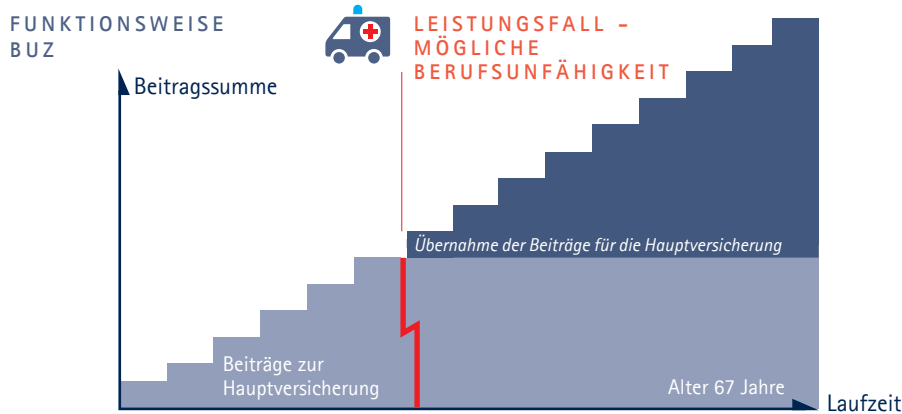 FUNKTIONSWEISE
BUZ
LEISTUNGSFALL –
MÖGLICHE
BERUFSUNFÄHIGKEIT
Beitragssumme
Übernahme der Beiträge für die Hauptversicherung
Beiträge zur
Hauptversicherung
Alter 67 Jahre
Laufzeit